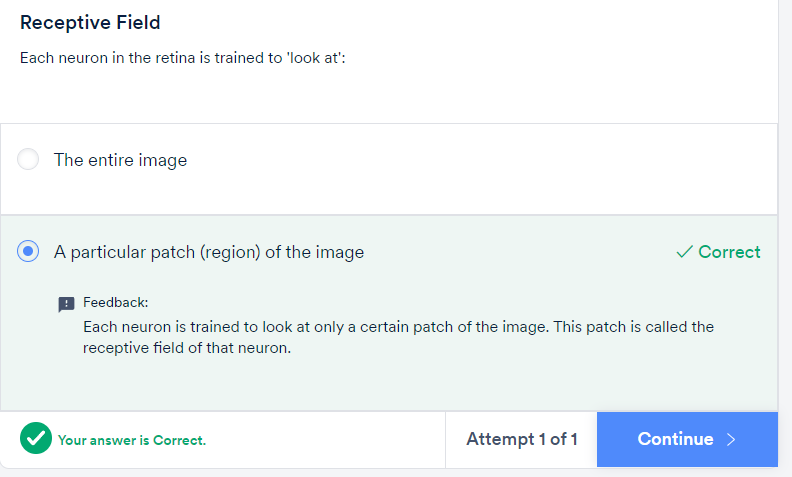 Receptive Field
Each neuron in the retina is trained to 'look at':
The entire image
A particular patch (region) of the image
Correct
Feedback:
Each neuron is trained to look at only a certain patch of the image. This patch is called the
receptive field of that neuron.
Your answer is Correct.
Attempt 1 of 1
Continue